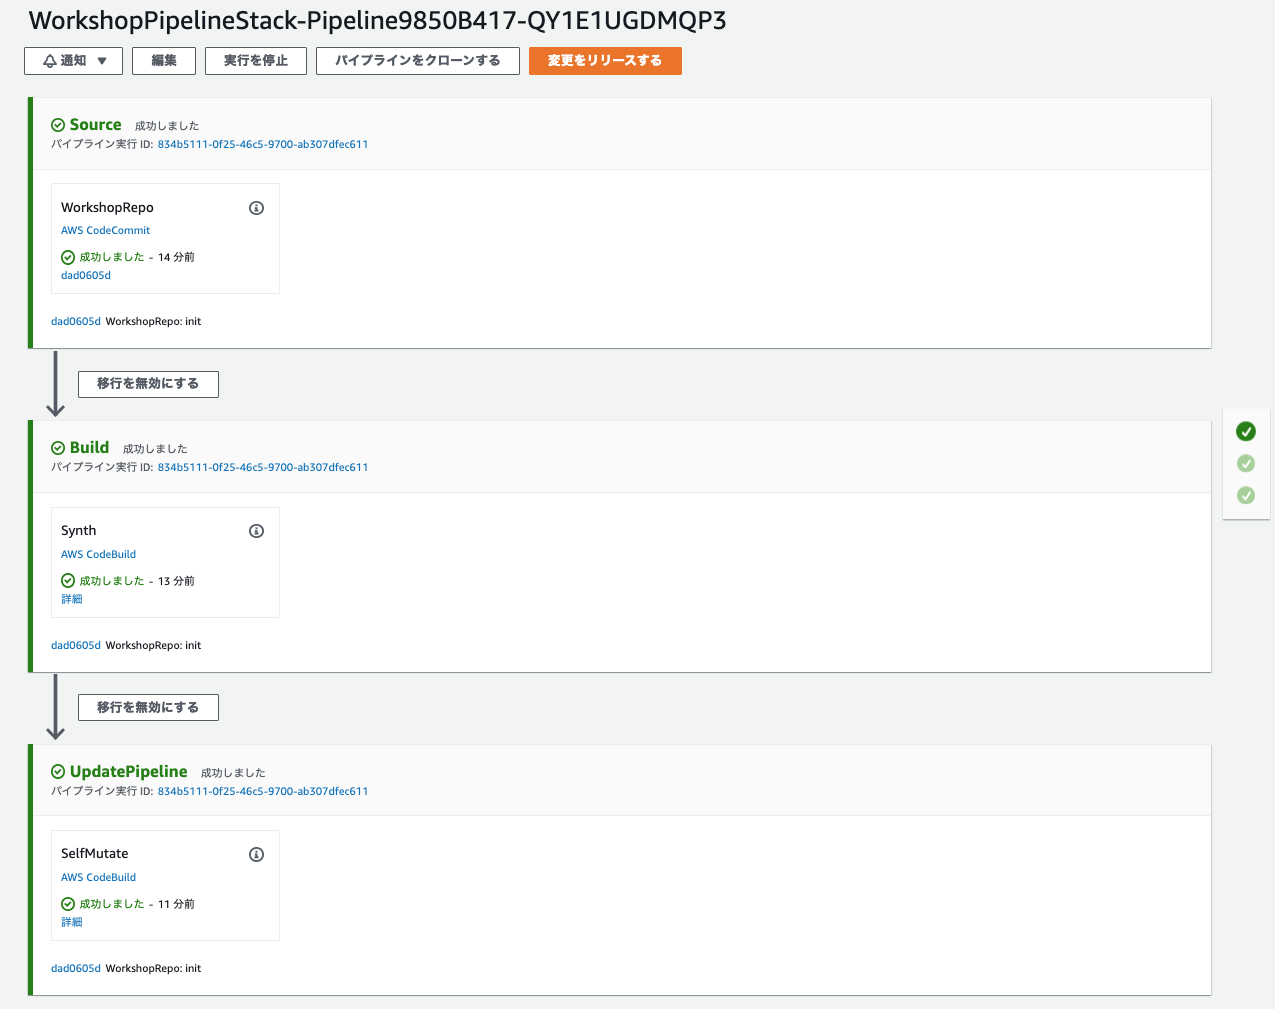 WorkshopPipelineStack-Pipeline9850B417-QY1E1UGDMQP3
通知 ▼ 編集 実行を停止 パイプラインをクローンする 変更をリリースする
Source 成功しました
パイプライン実行 ID: 834b5111-0f25-46c5-9700-ab307dfec611
WorkshopRepo
AWS CodeCommit
成功しました - 14 分前
dad0605d
dad0605d WorkshopRepo: init
移行を無効にする
Build 成功しました
パイプライン実行 ID: 834b5111-0f25-46c5-9700-ab307dfec611
Synth
AWS CodeBuild
成功しました - 13 分前
詳細
dad0605d WorkshopRepo: init
移行を無効にする
UpdatePipeline 成功しました
パイプライン実行 ID: 834b5111-0f25-46c5-9700-ab307dfec611
SelfMutate
AWS CodeBuild
成功しました - 11 分前
詳細
dad0605d WorkshopRepo: init